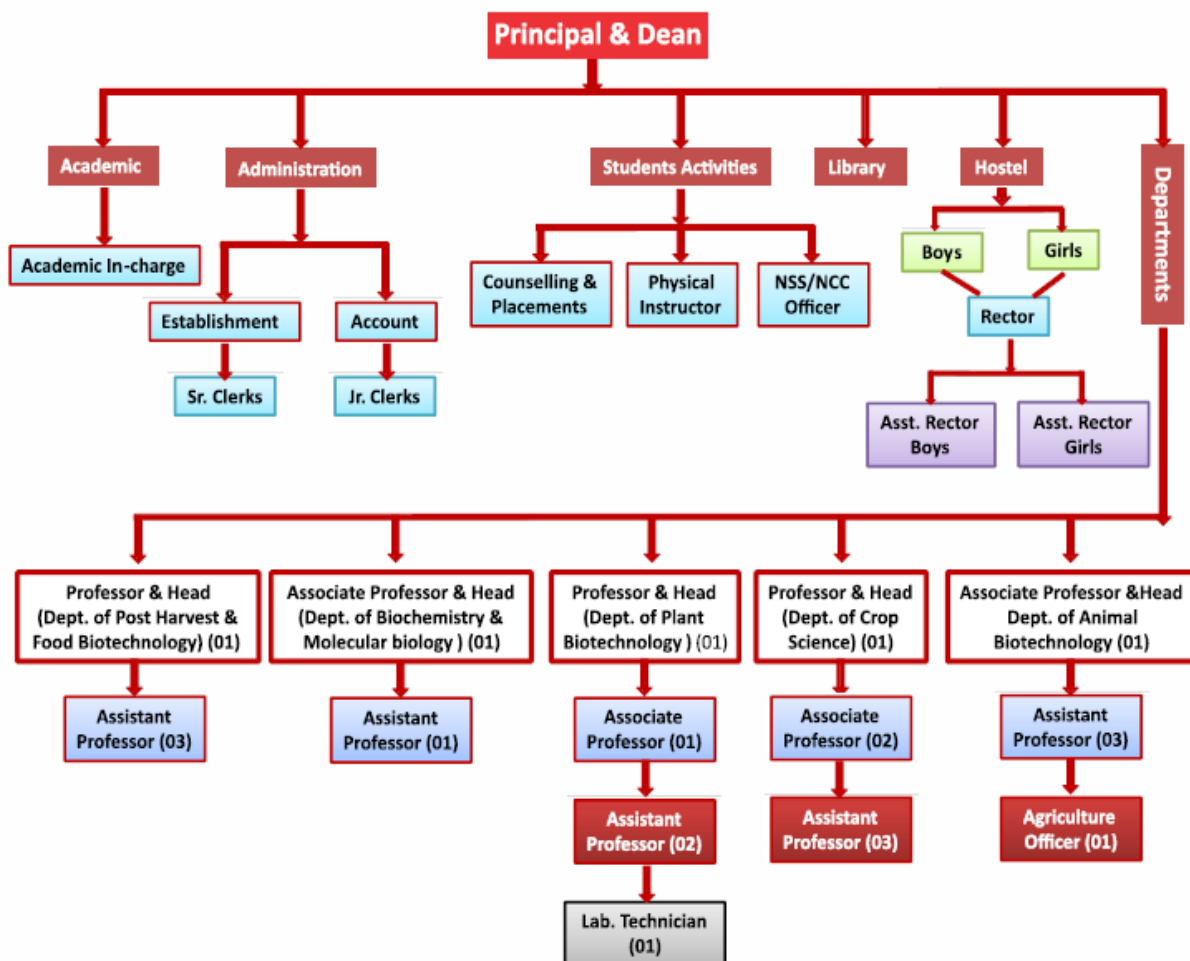 Principal & Dean
Academic
Administration
Students Activities
Library
Hostel
Departments
Academic In-charge
Establishment
Account
Sr. Clerks
Jr. Clerks
Counselling &
Placements
Physical
Instructor
NSS/NCC
Officer
Boys
Girls
Rector
Asst. Rector
Boys
Asst. Rector
Girls
Professor & Head
(Dept. of Post Harvest &
Food Biotechnology) (01)
Associate Professor & Head
(Dept. of Biochemistry &
Molecular biology ) (01)
Professor & Head
(Dept. of Plant
Biotechnology ) (01)
Professor & Head
(Dept. of Crop
Science) (01)
Associate Professor &Head
Dept. of Animal
Biotechnology (01)
Assistant
Professor (03)
Assistant
Professor (01)
Associate
Professor (01)
Associate
Professor (02)
Assistant
Professor (03)
Assistant
Professor (02)
Assistant
Professor (03)
Agriculture
Officer (01)
Lab. Technician
(01)